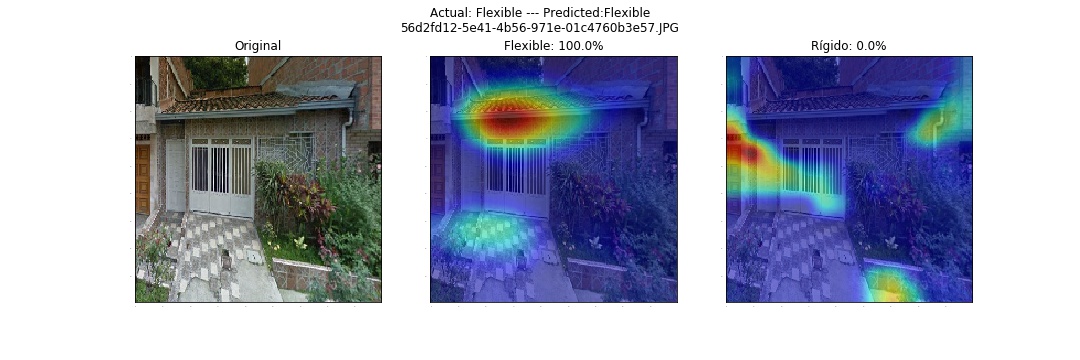 Actual: Flexible --- Predicted:Flexible
56d2fd12-5e41-4b56-971e-01c4760b3e57.JPG
Original
Flexible: 100.0%
Rígido: 0.0%